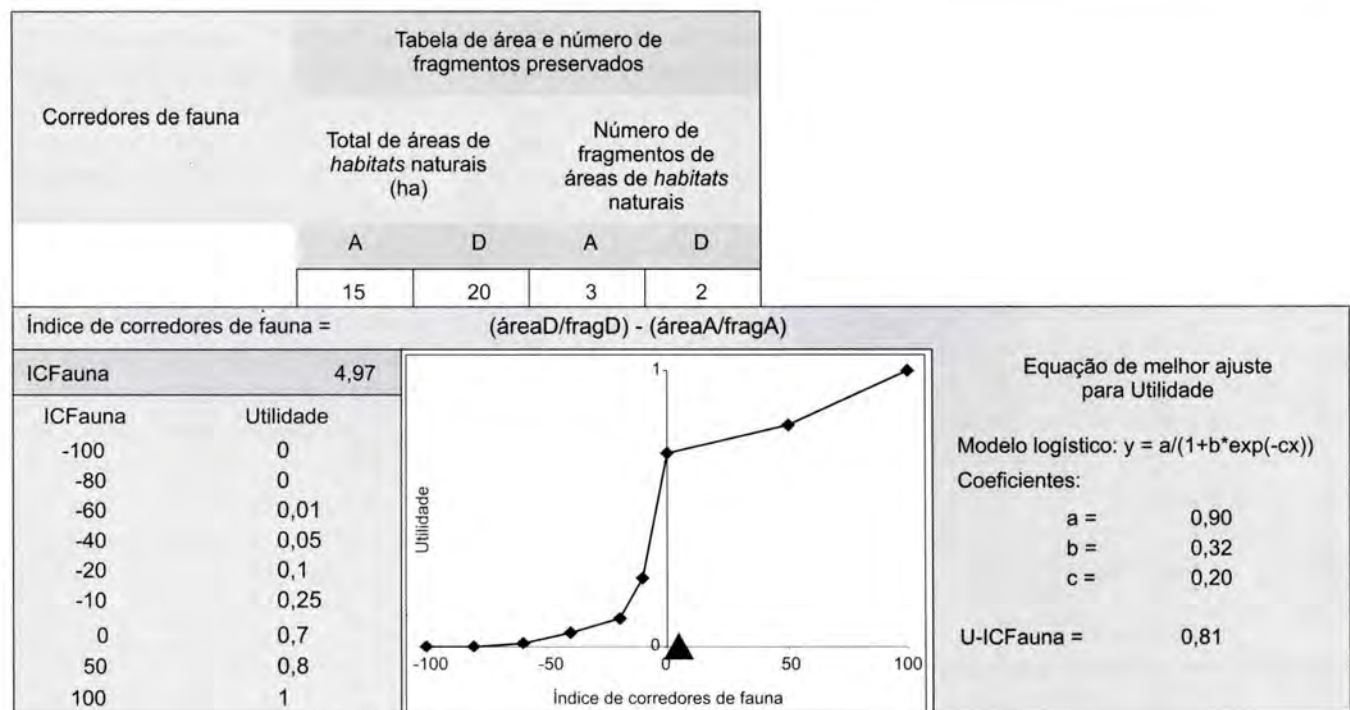 Tabela de área e número de
fragmentos preservados
Corredores de fauna
Total de áreas de
habitats naturais
(ha)
Número de
fragmentos de
áreas de habitats
naturais
A D A D
15 20 3 2
Índice de corredores de fauna = (áreaD/fragD) - (áreaA/fragA)
ICFauna 4,97
ICFauna Utilidade
-100 0
-80 0
-60 0,01
-40 0,05
-20 0,1
-10 0,25
0 0,7
50 0,8
100 1
1
Utilidade
0
-100 -50 0 50 100
Índice de corredores de fauna
Equação de melhor ajuste
para Utilidade
Modelo logístico: y = a/(1+b*exp(-cx))
Coeficientes:
a = 0,90
b = 0,32
c = 0,20
U-ICFauna = 0,81